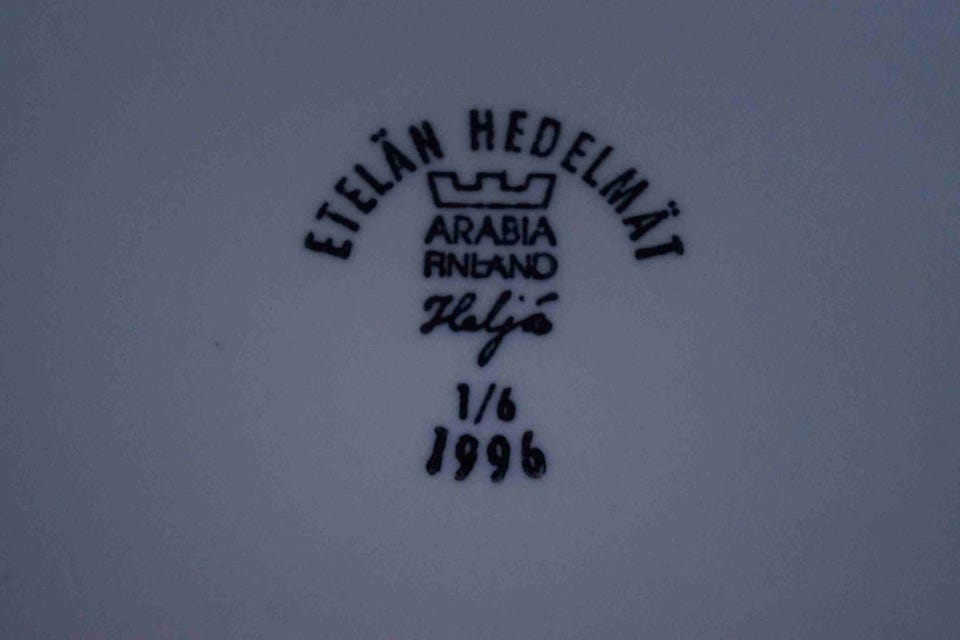 ETELÄN HEDELMÄT
ARABIA
FINLAND
Heljä
1/6
1996